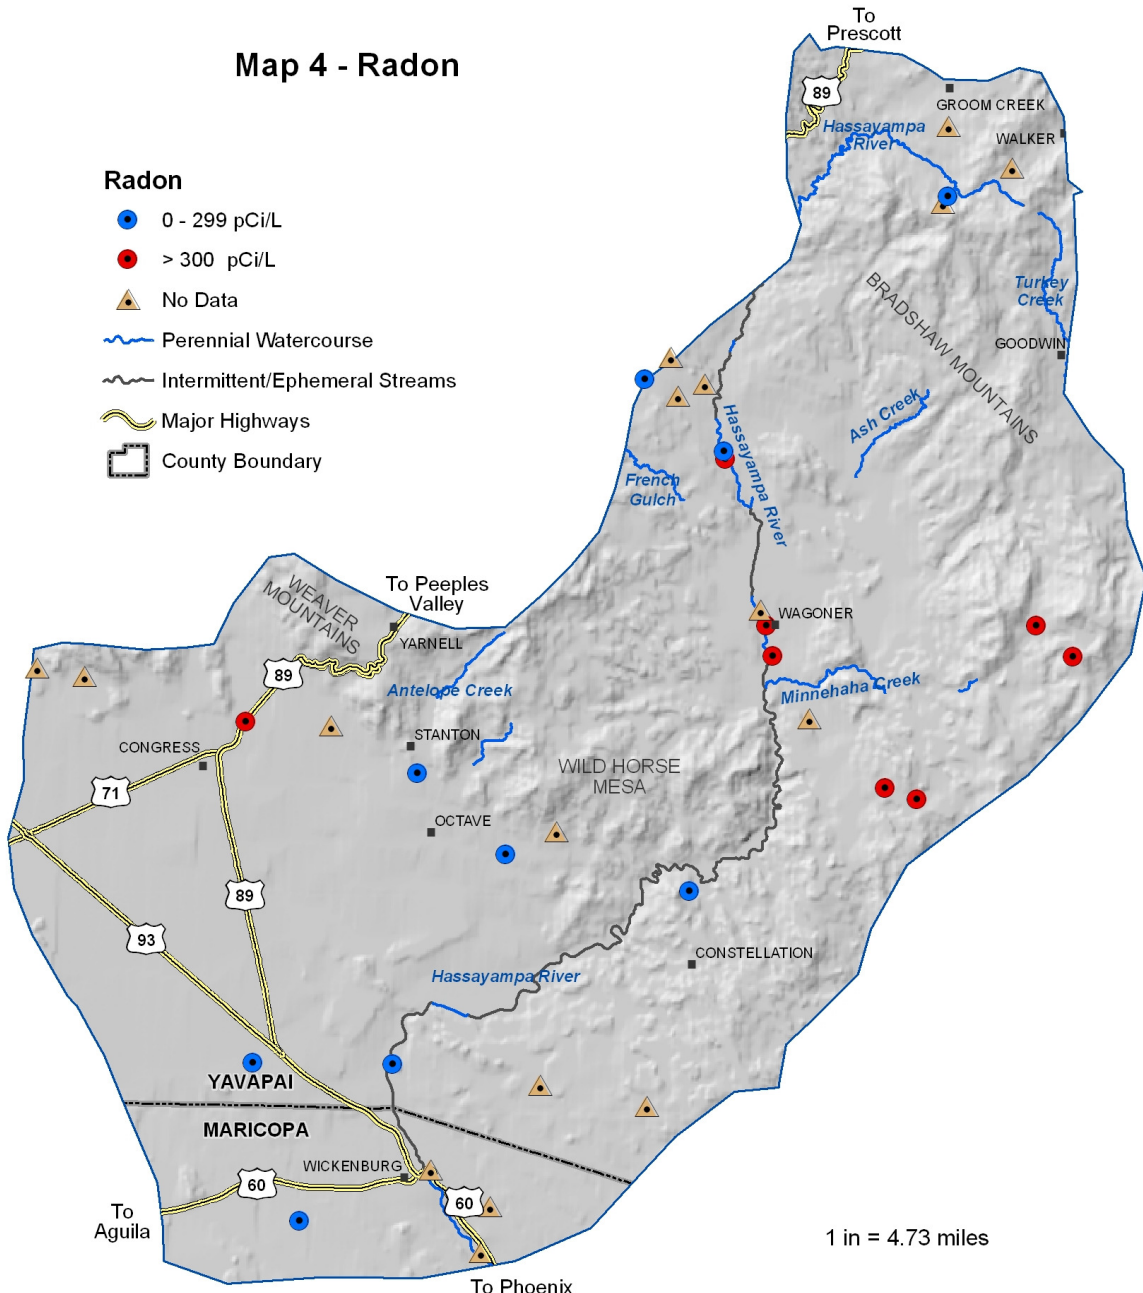 To
Prescott
Map 4 - Radon
89
GROOM CREEK
Hassayampa
River
WALKER
Radon
0 - 299 pCi/L
> 300 pCi/L
No Data
Perennial Watercourse
Intermittent/Ephemeral Streams
Major Highways
County Boundary
Turkey
Creek
BRADSHAW MOUNTAINS
GOODWIN
Ash Creek
Hassayampa River
French
Gulch
WEAVER
MOUNTAINS
To Peeples
Valley
YARNELL
WAGONER
89
Antelope Creek
Minnehaha Creek
STANTON
CONGRESS
WILD HORSE
MESA
71
OCTAVE
89
93
CONSTELLATION
Hassayampa River
YAVAPAI
MARICOPA
WICKENBURG
60
60
To
Aguila
1 in = 4.73 miles
To Phoenix